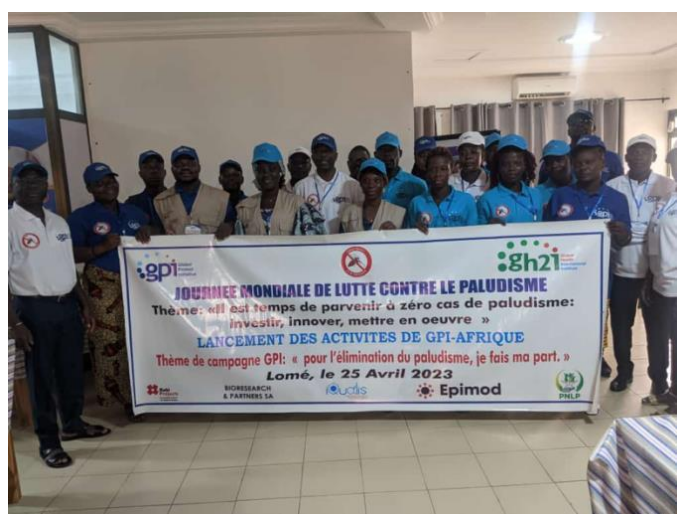 gpi
gh2i
JOURNEE MONDIALE DE LUTTE CONTRE LE PALUDISME
Thème: «Il est temps de parvenir à zéro cas de paludisme:
investir, innover, mettre en oeuvre »
LANCEMENT DES ACTIVITES DE GPI-AFRIQUE
Thème de campagne GPI: « pour l'élimination du paludisme, je fais ma part. »
Lomé, le 25 Avril 2023
BIORESEARCH
& PARTNERS SA
Epimod
PNLP